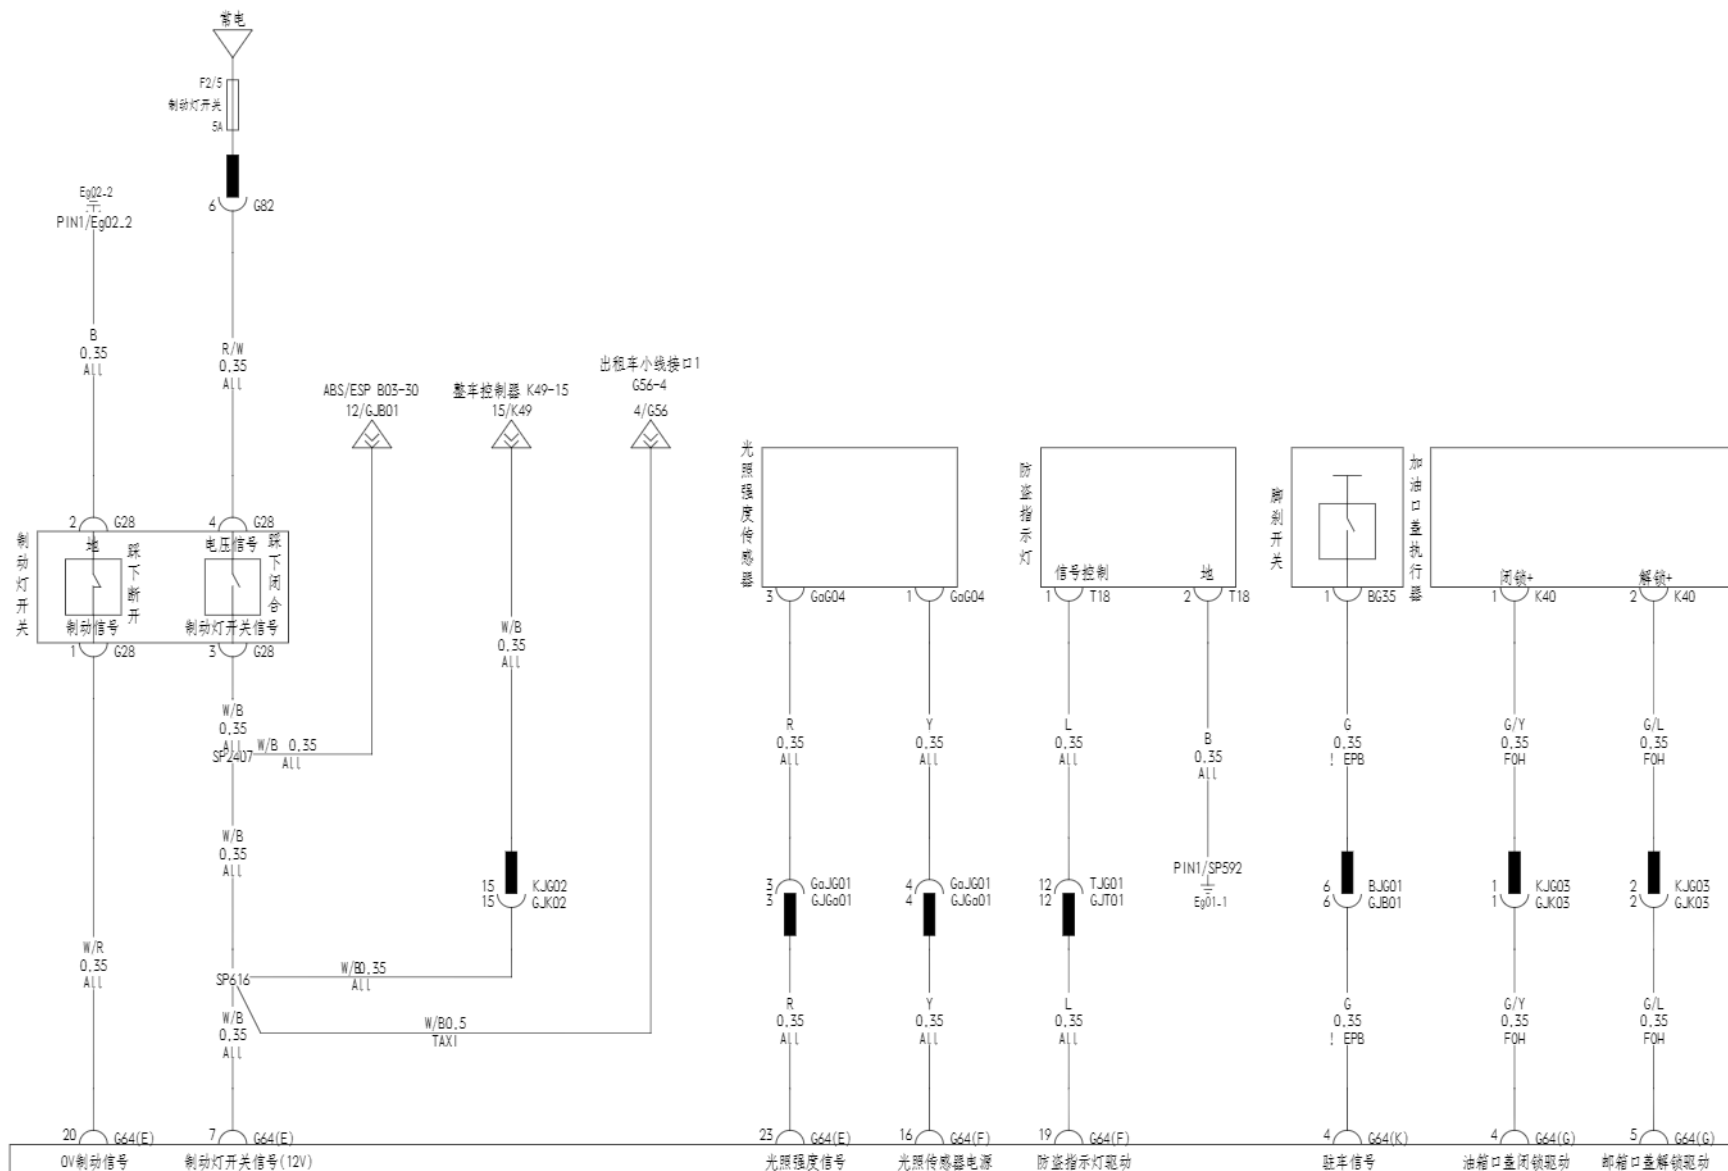 常电
F2/5
制动灯开关
5A
6 G82
Eg02-2
PIN1/Eg02_2
B
0.35
ALL
R/W
0.35
ALL
ABS/ESP B03-30
12/GJB01
整车控制器 K49-15
15/K49
出租车小线接口1
G56-4
4/G56
制动灯开关
2 G28
地
踩下断开
制动信号
1 G28
4 G28
电压信号
踩下闭合
制动灯开关信号
3 G28
W/B
0.35
ALL
SP2407
W/B 0.35
ALL
W/B
0.35
ALL
W/B
0.35
ALL
15 KJG02
15 GJK02
W/R
0.35
ALL
SP616
W/B0.35
ALL
W/B
0.35
ALL
W/B0.5
TAXI
光照强度传感器
3 GaG04
1 GaG04
R
0.35
ALL
Y
0.35
ALL
3 GaJG01
3 GJGa01
4 GaJG01
4 GJGa01
R
0.35
ALL
Y
0.35
ALL
防盗指示灯
信号控制
地
1 T18
2 T18
L
0.35
ALL
B
0.35
ALL
PIN1/SP592
Eg01-1
12 TJG01
12 GJT01
L
0.35
ALL
脚刹开关
1 BG35
G
0.35
! EPB
6 BJG01
6 GJB01
G
0.35
! EPB
加油口盖执行器
闭锁+
解锁+
1 K40
2 K40
G/Y
0.35
FOH
G/L
0.35
FOH
1 KJG03
1 GJK03
2 KJG03
2 GJK03
G/Y
0.35
FOH
G/L
0.35
FOH
20 G64(E)
7 G64(E)
23 G64(E)
16 G64(F)
19 G64(F)
4 G64(K)
4 G64(G)
5 G64(G)
0V制动信号
制动灯开关信号(12V)
光照强度信号
光照传感器电源
防盗指示灯驱动
驻车信号
油箱口盖闭锁驱动
邮箱口盖解锁驱动